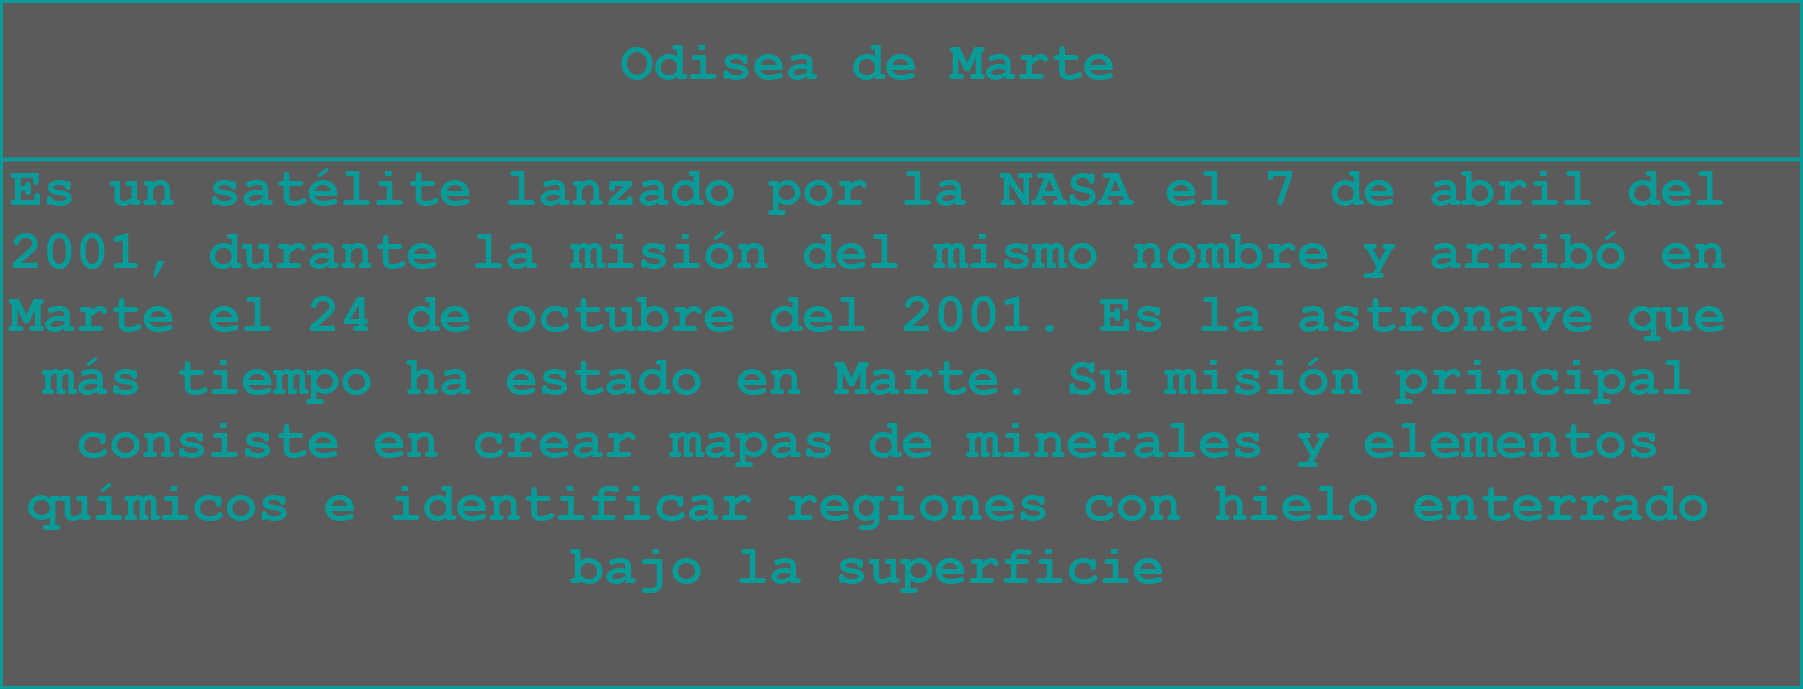 Odisea de Marte
Es un satélite lanzado por la NASA el 7 de abril del
2001, durante la misión del mismo nombre y arribó en
Marte el 24 de octubre del 2001. Es la astronave que
más tiempo ha estado en Marte. Su misión principal
consiste en crear mapas de minerales y elementos
químicos e identificar regiones con hielo enterrado
bajo la superficie